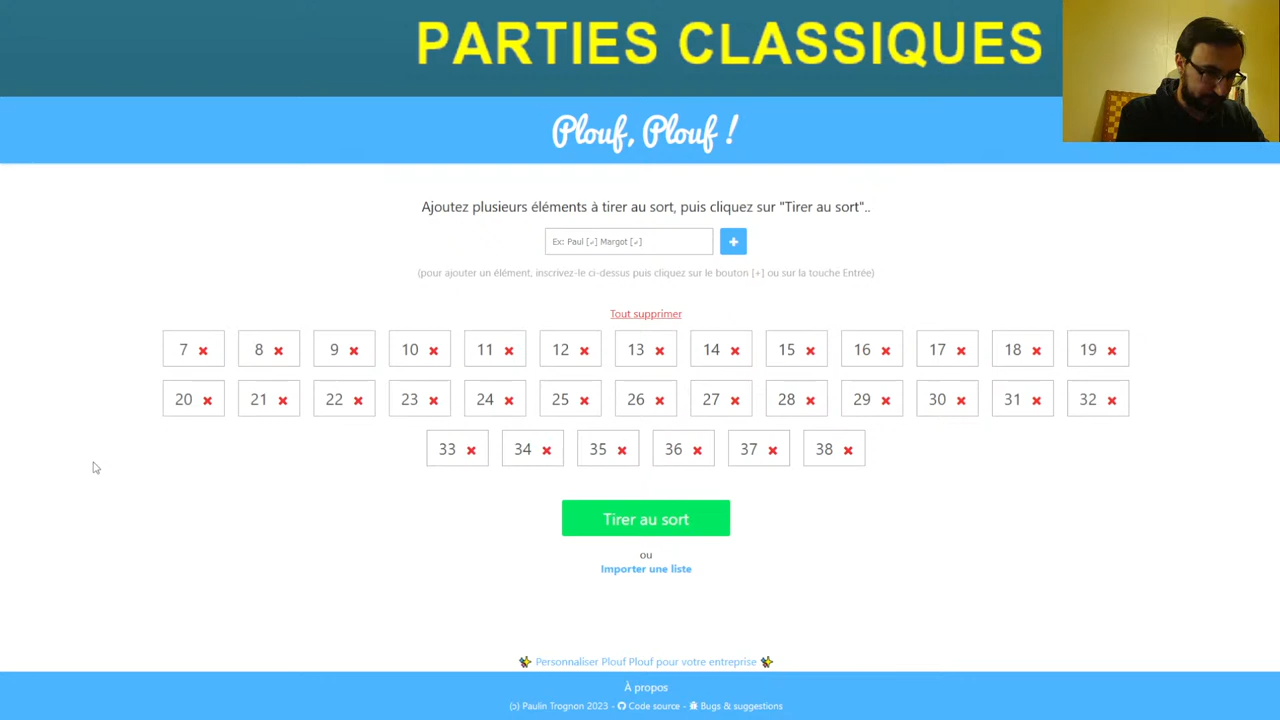 PARTIES CLASSIQUES
Plouf, Plouf !
Ajoutez plusieurs éléments à tirer au sort, puis cliquez sur "Tirer au sort"..
Ex: Paul [↲] Margot [↲]
(pour ajouter un élément, inscrivez-le ci-dessus puis cliquez sur le bouton [+] ou sur la touche Entrée)
Tout supprimer
7 8 9 10 11 12 13 14 15 16 17 18 19
20 21 22 23 24 25 26 27 28 29 30 31 32
33 34 35 36 37 38
Tirer au sort
ou
Importer une liste
Personnaliser Plouf Plouf pour votre entreprise
À propos
(ɔ) Paulin Trognon 2023 - Code source - Bugs & suggestions